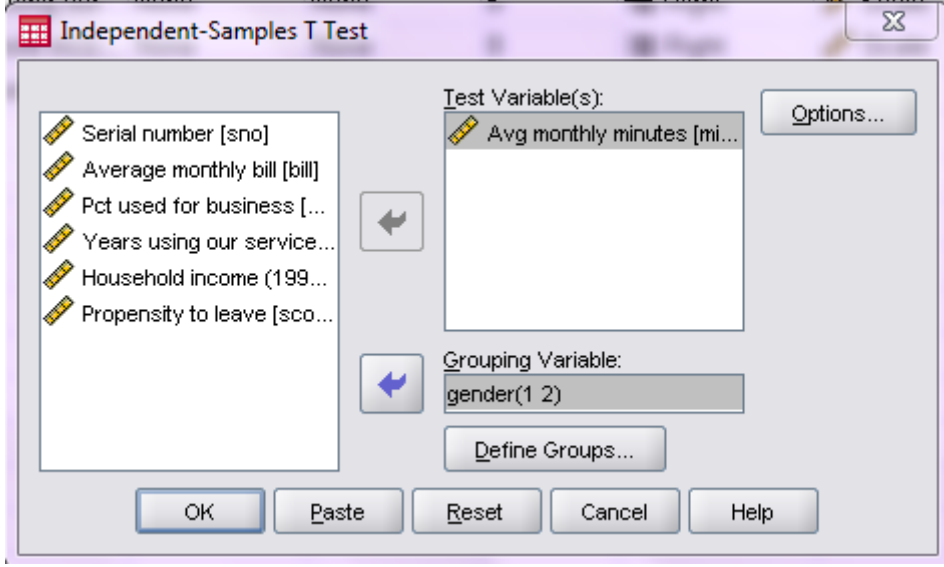 Independent-Samples T Test
Test Variable(s):
Options...
Serial number [sno]
Average monthly bill [bill]
Pct used for business [...
Years using our service...
Household income (199...
Propensity to leave [sco...
Avg monthly minutes [mi...
Grouping Variable:
gender(1 2)
Define Groups...
OK
Paste
Reset
Cancel
Help